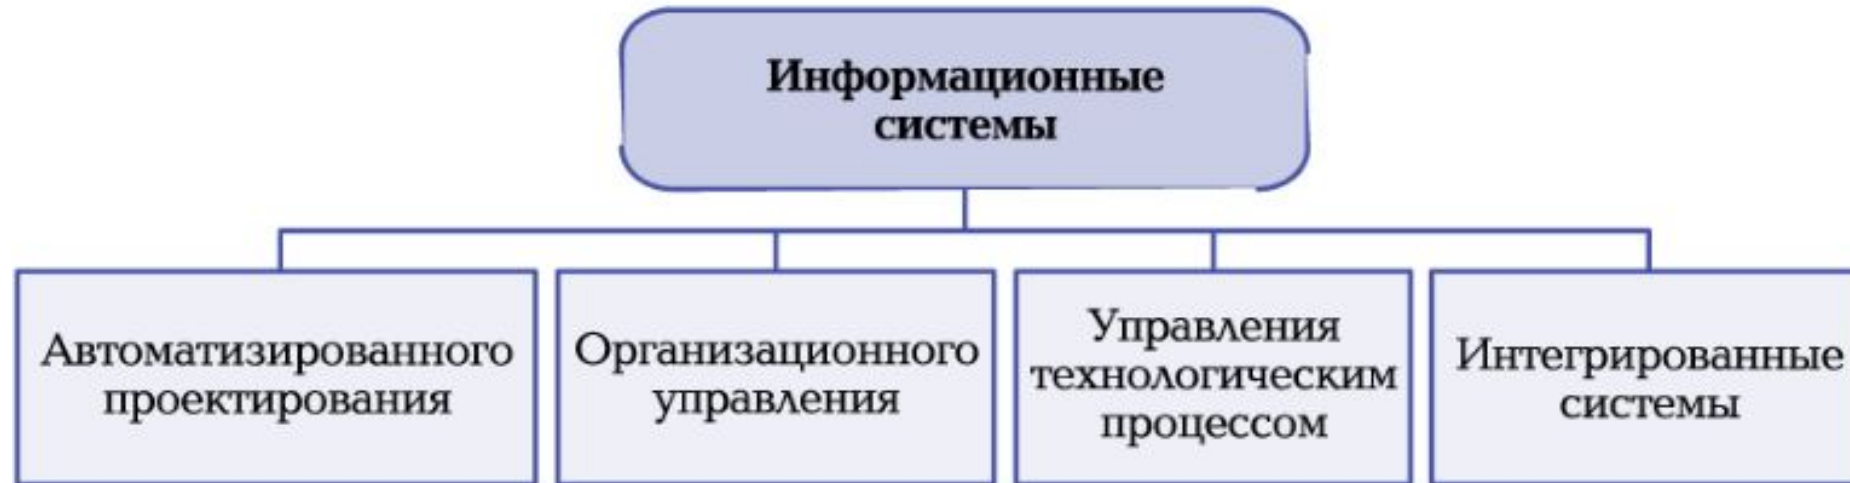 Информационные
системы
Автоматизированного
проектирования
Организационного
управления
Управления
технологическим
процессом
Интегрированные
системы